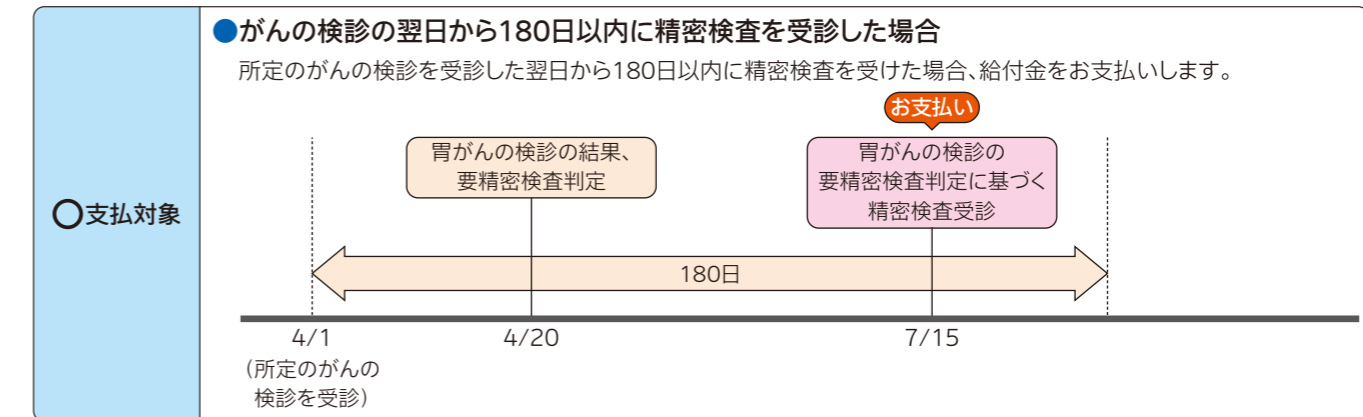 ●がんの検診の翌日から180日以内に精密検査を受診した場合
所定のがんの検診を受診した翌日から180日以内に精密検査を受けた場合、給付金をお支払いします。
○支払対象
お支払い
胃がんの検診の結果、
要精密検査判定
胃がんの検診の
要精密検査判定に基づく
精密検査受診
180日
4/1
4/20
7/15
(所定のがんの
検診を受診)